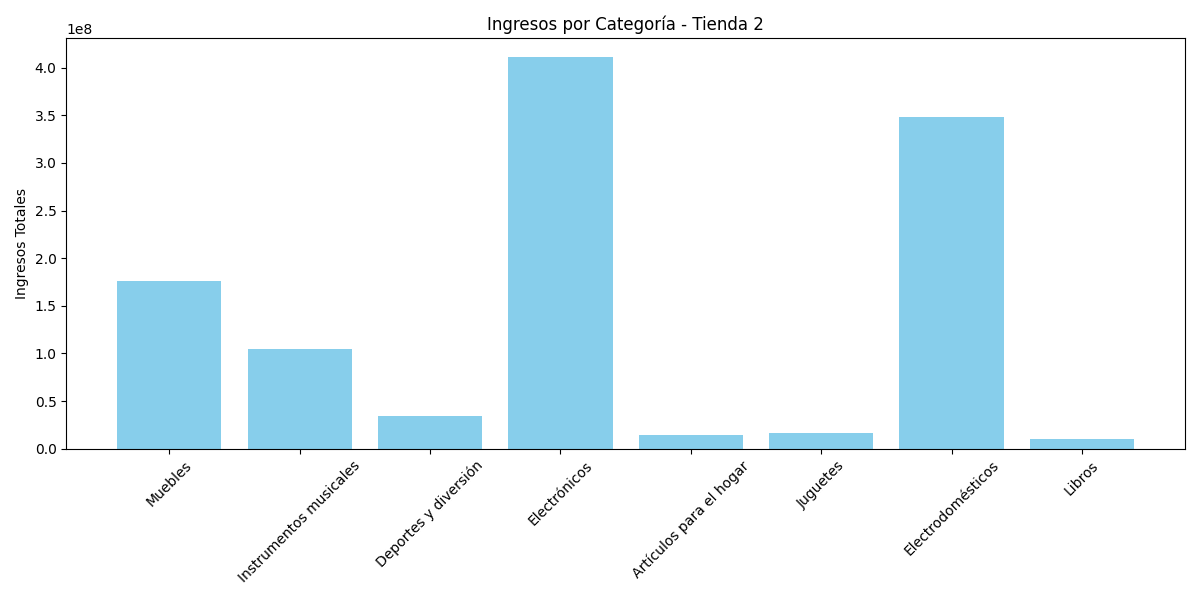 Ingresos por Categoría - Tienda 2
1e8
4.0
3.5
3.0
2.5
2.0
1.5
1.0
0.5
0.0
Ingresos Totales
Muebles
Instrumentos musicales
Deportes y diversión
Electrónicos
Artículos para el hogar
Juguetes
Electrodomésticos
Libros